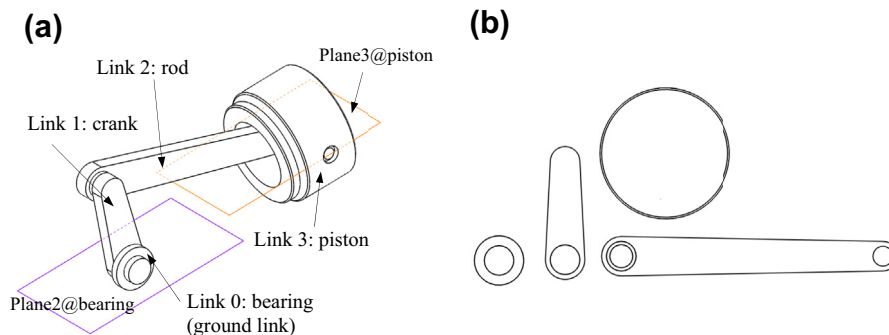 (a)
(b)
Plane3@piston
Link 2: rod
Link 1: crank
Link 3: piston
Plane2@bearing
Link 0: bearing
(ground link)